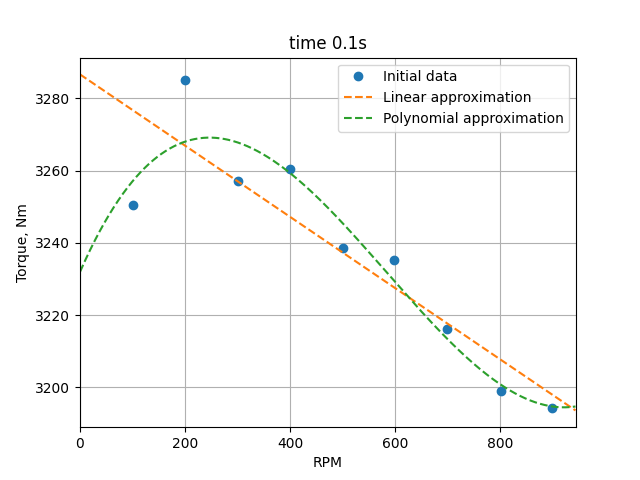 time 0.1s
Initial data
Linear approximation
Polynomial approximation
Torque, Nm
3280
3260
3240
3220
3200
0 200 400 600 800
RPM